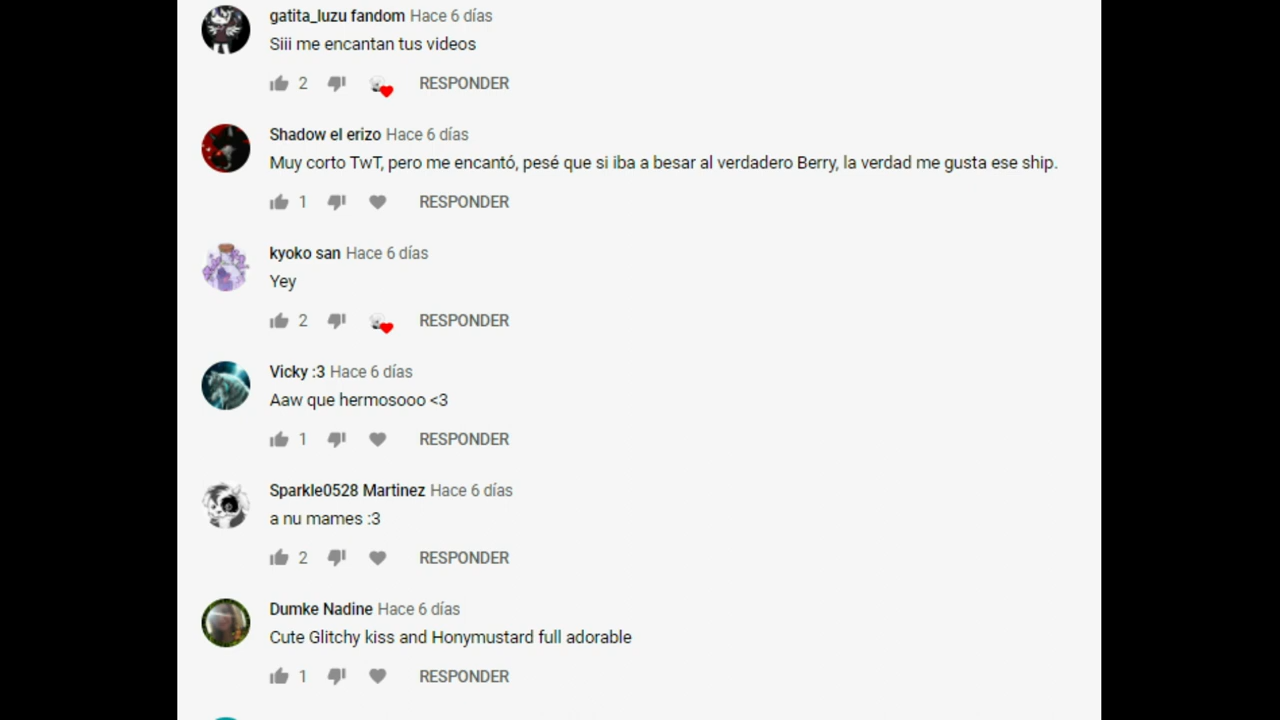 gatita_luzu fandom Hace 6 días
Siii me encantan tus videos
2 RESPONDER
Shadow el erizo Hace 6 días
Muy corto TwT, pero me encantó, pesé que si iba a besar al verdadero Berry, la verdad me gusta ese ship.
1 RESPONDER
kyoko san Hace 6 días
Yey
2 RESPONDER
Vicky :3 Hace 6 días
Aaw que hermosooo <3
1 RESPONDER
Sparkle0528 Martinez Hace 6 días
a nu mames :3
2 RESPONDER
Dumke Nadine Hace 6 días
Cute Glitchy kiss and Honymustard full adorable
1 RESPONDER